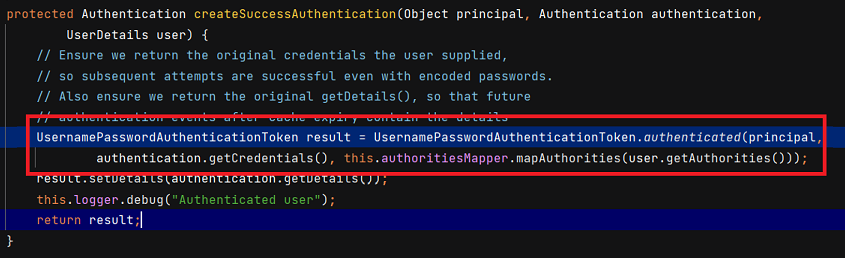 protected Authentication createSuccessAuthentication(Object principal, Authentication authentication,
UserDetails user) {
// Ensure we return the original credentials the user supplied,
// so subsequent attempts are successful even with encoded passwords.
// Also ensure we return the original getDetails(), so that future
// authentication events after cache expiry contain the details
UsernamePasswordAuthenticationToken result = UsernamePasswordAuthenticationToken.authenticated(principal,
authentication.getCredentials(), this.authoritiesMapper.mapAuthorities(user.getAuthorities()));
result.setDetails(authentication.getDetails());
this.logger.debug("Authenticated user");
return result;
}